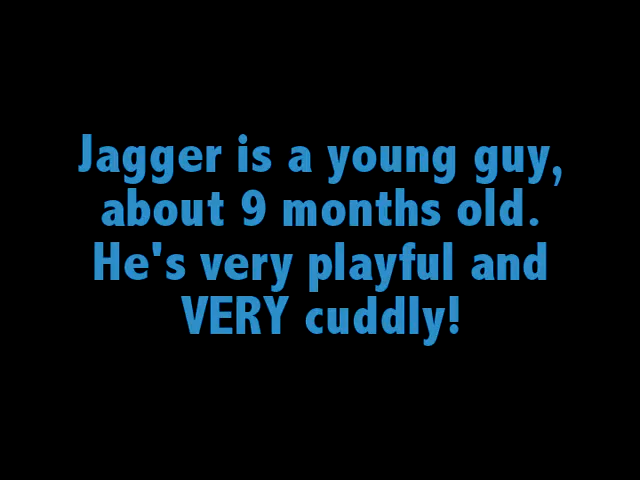 Jagger is a young guy,
about 9 months old.
He's very playful and
VERY cuddly!